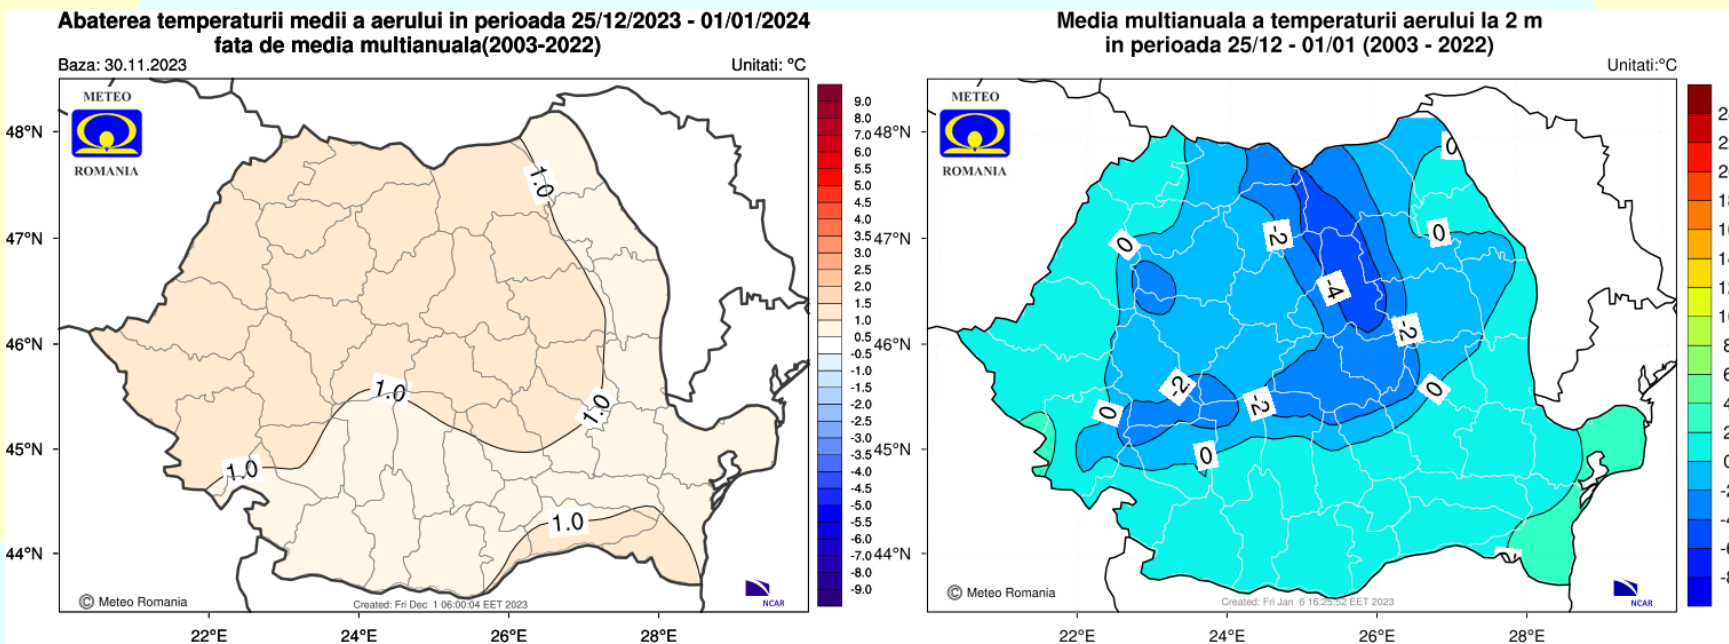 Abaterea temperaturii medii a aerului in perioada 25/12/2023 - 01/01/2024
fata de media multianuala(2003-2022)
Baza: 30.11.2023
Unitati: °C
METEO
ROMANIA
48°N
47°N
46°N
45°N
44°N
1.0
1.0
1.0
1.0
1.0
© Meteo Romania
Created: Fri Dec 1 06:00:04 EET 2023
NCAR
22°E
24°E
26°E
28°E
9.0
8.0
7.0
6.0
5.5
5.0
4.5
4.0
3.5
3.0
2.5
2.0
1.5
1.0
0.5
-0.5
-1.0
-1.5
-2.0
-2.5
-3.0
-3.5
-4.0
-4.5
-5.0
-5.5
-6.0
-7.0
-8.0
-9.0
Media multianuala a temperaturii aerului la 2 m
in perioada 25/12 - 01/01 (2003 - 2022)
Unitati:°C
METEO
ROMANIA
48°N
47°N
46°N
45°N
44°N
0
0
0
-2
-4
-2
-2
-2
0
0
0
© Meteo Romania
Created: Fri Jan 6 16:25:52 EET 2023
NCAR
22°E
24°E
26°E
28°E
8
6
4
2
0